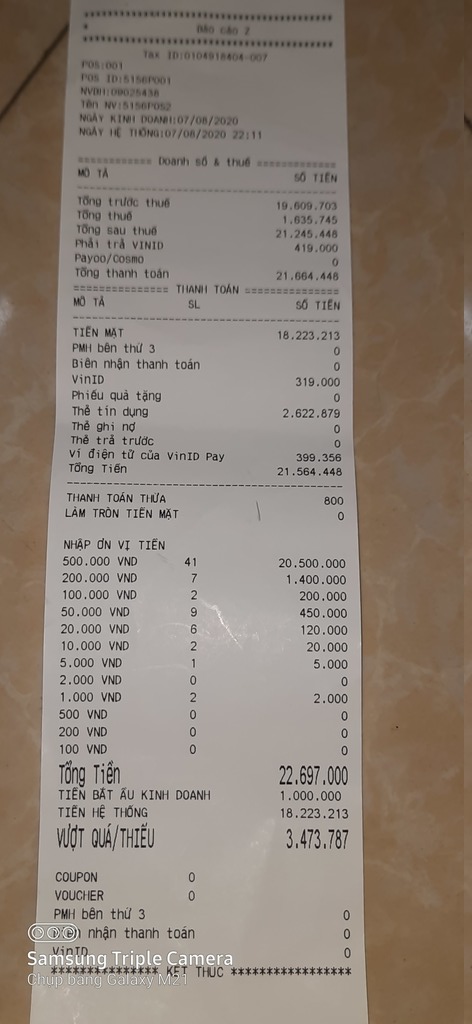 *******************************************
* Báo cáo Z
*******************************************
Tax ID:0104918404-007
POS:001
POS ID:5156P001
NVBH:09025438
Tên NV:5156P052
NGÀY KINH DOANH:07/08/2020
NGÀY HỆ THỐNG:07/08/2020 22:11
============ Doanh số & thuế =============
MÔ TẢ SỐ TIỀN
Tổng trước thuế 19.609.703
Tổng thuế 1.635.745
Tổng sau thuế 21.245.448
Phải trả VINID 419.000
Payoo/Cosmo 0
Tổng thanh toán 21.664.448
=============== THANH TOÁN ===============
MÔ TẢ SL SỐ TIỀN
TIỀN MẶT 18.223.213
PMH bên thứ 3 0
Biên nhận thanh toán 0
VinID 319.000
Phiếu quà tặng 0
Thẻ tín dụng 2.622.879
Thẻ ghi nợ 0
Thẻ trả trước 0
Ví điện tử của VinID Pay 399.356
Tổng Tiền 21.564.448
THANH TOÁN THỪA 800
LÀM TRÒN TIỀN MẶT 0
NHẬP ƠN VỊ TIỀN
500.000 VND 41 20.500.000
200.000 VND 7 1.400.000
100.000 VND 2 200.000
50.000 VND 9 450.000
20.000 VND 6 120.000
10.000 VND 2 20.000
5.000 VND 1 5.000
2.000 VND 0 0
1.000 VND 2 2.000
500 VND 0 0
200 VND 0 0
100 VND 0 0
Tổng Tiền 22.697.000
TIỀN BẮT ẦU KINH DOANH 1.000.000
TIỀN HỆ THỐNG 18.223.213
VƯỢT QUÁ/THIẾU 3.473.787
COUPON 0
VOUCHER 0
PMH bên thứ 3 0
nhận thanh toán 0
VinID 0
Samsung Triple Camera
*************** KẾT THÚC *****************
Chụp bằng Galaxy M21